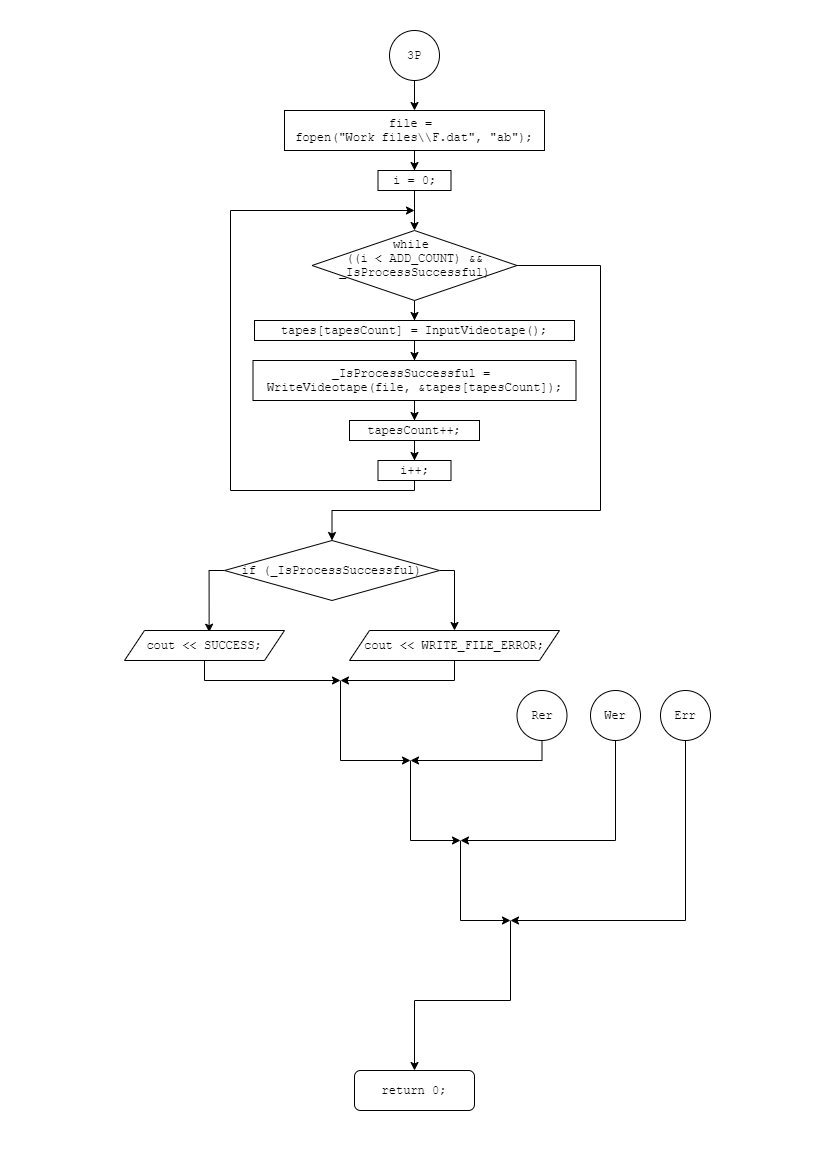 3P
file =
fopen("Work files\\F.dat", "ab");
i = 0;
while
((i < ADD_COUNT) &&
_IsProcessSuccessful)
tapes[tapesCount] = InputVideotape();
_IsProcessSuccessful =
WriteVideotape(file, &tapes[tapesCount]);
tapesCount++;
i++;
if (_IsProcessSuccessful)
cout << SUCCESS;
cout << WRITE_FILE_ERROR;
Rer
Wer
Err
return 0;